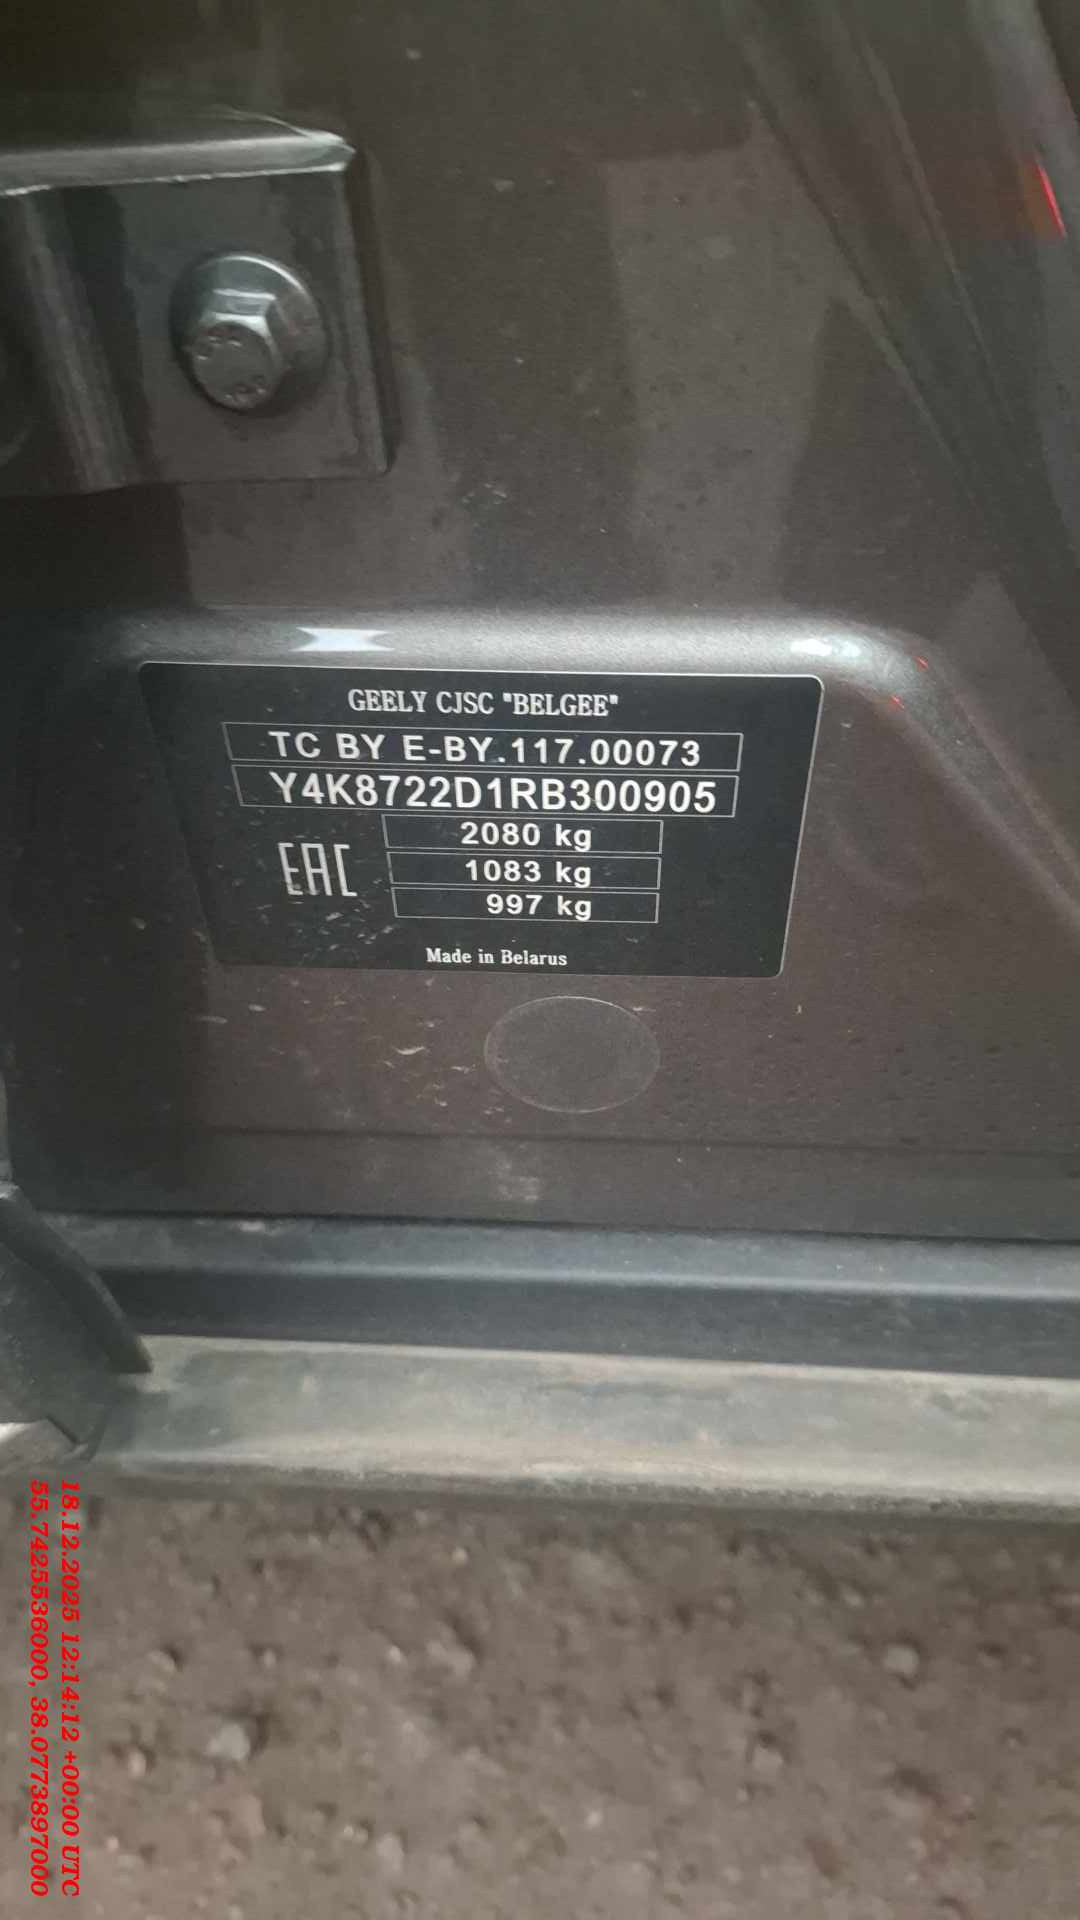 GEELY CJSC "BELGEE"
TC BY E-BY.117.00073
Y4K8722D1RB300905
2080 kg
EAC
1083 kg
997 kg
Made in Belarus
18.12.2025 12:14:12 +00:00 UTC
55.7425536000, 38.0773897000